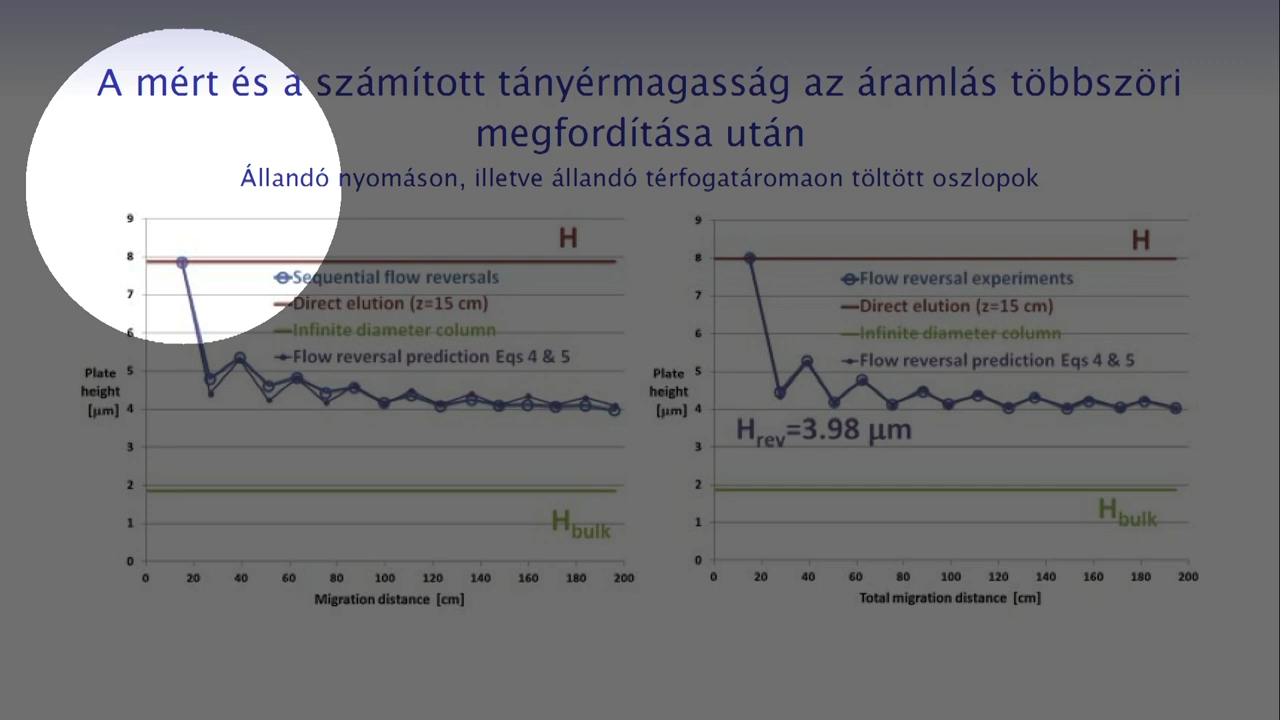 A mért és a számított tányérmagasság az áramlás többszöri
megfordítása után
Állandó nyomáson, illetve állandó térfogatáromaon töltött oszlopok
9
8
7
6
5
4
3
2
1
0
Plate
height
[µm]
H
Sequential flow reversals
Direct elution (z=15 cm)
Infinite diameter column
Flow reversal prediction Eqs 4 & 5
Hbulk
0 20 40 60 80 100 120 140 160 180 200
Migration distance [cm]
9
8
7
6
5
4
3
2
1
0
Plate
height
[µm]
H
Flow reversal experiments
Direct elution (z=15 cm)
Infinite diameter column
Flow reversal prediction Eqs 4 & 5
Hrev=3.98 µm
Hbulk
0 20 40 60 80 100 120 140 160 180 200
Total migration distance [cm]